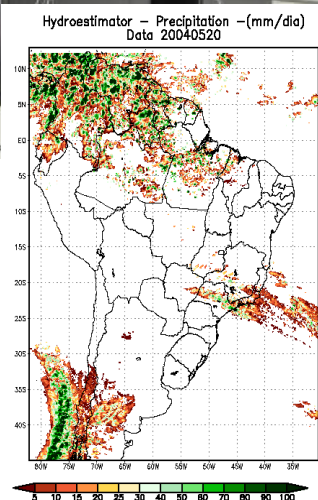 Hydroestimator – Precipitation –(mm/dia)
Data 20040520
10N
5N
EQ
5S
10S
15S
20S
25S
30S
35S
40S
80W 75W 70W 65W 60W 55W 50W 45W 40W 35W
5 10 15 20 25 30 40 50 60 70 80 90 100